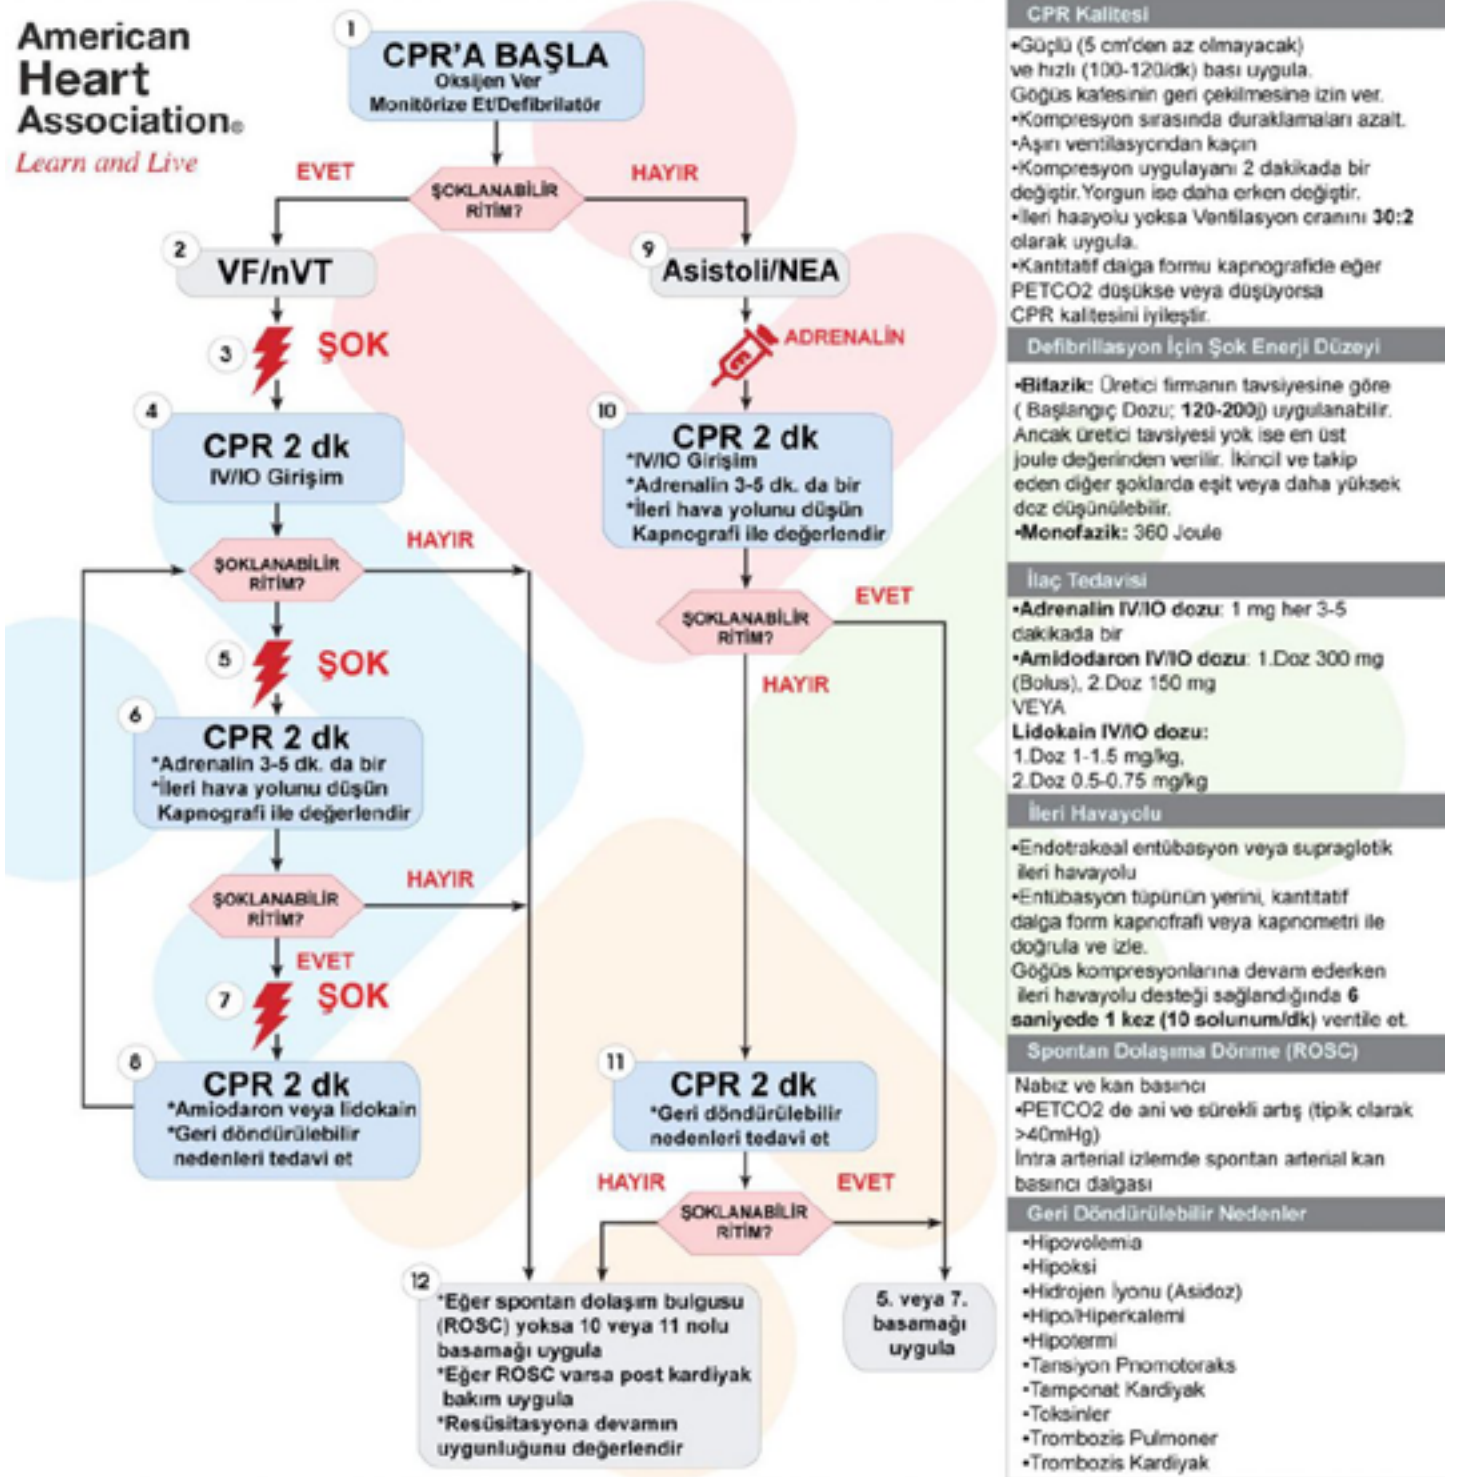 American
Heart
Association®
Learn and Live
1
CPR'A BAŞLA
Oksijen Ver
Monitörize Et/Defibrilatör
EVET
ŞOKLANABİLİR
RİTİM?
HAYIR
2
VF/nVT
3
ŞOK
4
CPR 2 dk
IV/IO Girişim
ŞOKLANABİLİR
RİTİM?
HAYIR
5
ŞOK
6
CPR 2 dk
*Adrenalin 3-5 dk. da bir
*İleri hava yolunu düşün
Kapnografi ile değerlendir
ŞOKLANABİLİR
RİTİM?
HAYIR
EVET
7
ŞOK
8
CPR 2 dk
*Amiodaron veya lidokain
*Geri döndürülebilir
nedenleri tedavi et
9
Asistoli/NEA
ADRENALİN
10
CPR 2 dk
*IV/IO Girişim
*Adrenalin 3-5 dk. da bir
*İleri hava yolunu düşün
Kapnografi ile değerlendir
EVET
ŞOKLANABİLİR
RİTİM?
HAYIR
11
CPR 2 dk
*Geri döndürülebilir
nedenleri tedavi et
HAYIR
EVET
ŞOKLANABİLİR
RİTİM?
12
*Eğer spontan dolaşım bulgusu
(ROSC) yoksa 10 veya 11 nolu
basamağı uygula
*Eğer ROSC varsa post kardiyak
bakım uygula
*Resüsitasyona devamın
uygunluğunu değerlendir
5. veya 7.
basamağı
uygula
CPR Kalitesi
•Güçlü (5 cm'den az olmayacak)
ve hızlı (100-120/dk) bası uygula.
Göğüs kafesinin geri çekilmesine izin ver.
•Kompresyon sırasında duraklamaları azalt.
•Aşırı ventilasyondan kaçın
•Kompresyon uygulayanı 2 dakikada bir
değiştir.Yorgun ise daha erken değiştir.
•İleri haayolu yoksa Ventilasyon oranını 30:2
olarak uygula.
•Kantitatif dalga formu kapnografide eğer
PETCO2 düşükse veya düşüyorsa
CPR kalitesini iyileştir.
Defibrillasyon İçin Şok Enerji Düzeyi
•Bifazik: Üretici firmanın tavsiyesine göre
( Başlangıç Dozu; 120-200j) uygulanabilir.
Ancak üretici tavsiyesi yok ise en üst
joule değerinden verilir. İkincil ve takip
eden diğer şoklarda eşit veya daha yüksek
doz düşünülebilir.
•Monofazik: 360 Joule
İlaç Tedavisi
•Adrenalin IV/IO dozu: 1 mg her 3-5
dakikada bir
•Amidodaron IV/IO dozu: 1.Doz 300 mg
(Bolus), 2.Doz 150 mg
VEYA
Lidokain IV/IO dozu:
1.Doz 1-1.5 mg/kg,
2.Doz 0.5-0.75 mg/kg
İleri Havayolu
•Endotrakeal entübasyon veya supraglotik
ileri havayolu
•Entübasyon tüpünün yerini, kantitatif
dalga form kapnofrafi veya kapnometri ile
doğrula ve izle.
Göğüs kompresyonlarına devam ederken
ileri havayolu desteği sağlandığında 6
saniyede 1 kez (10 solunum/dk) ventile et.
Spontan Dolaşıma Dönme (ROSC)
Nabız ve kan basıncı
•PETCO2 de ani ve sürekli artış (tipik olarak
>40mHg)
İntra arterial izlemde spontan arterial kan
basıncı dalgası
Geri Döndürülebilir Nedenler
•Hipovolemia
•Hipoksi
•Hidrojen İyonu (Asidoz)
•Hipo/Hiperkalemi
•Hipotermi
•Tansiyon Pnomotoraks
•Tamponat Kardiyak
•Toksinler
•Trombozis Pulmoner
•Trombozis Kardiyak